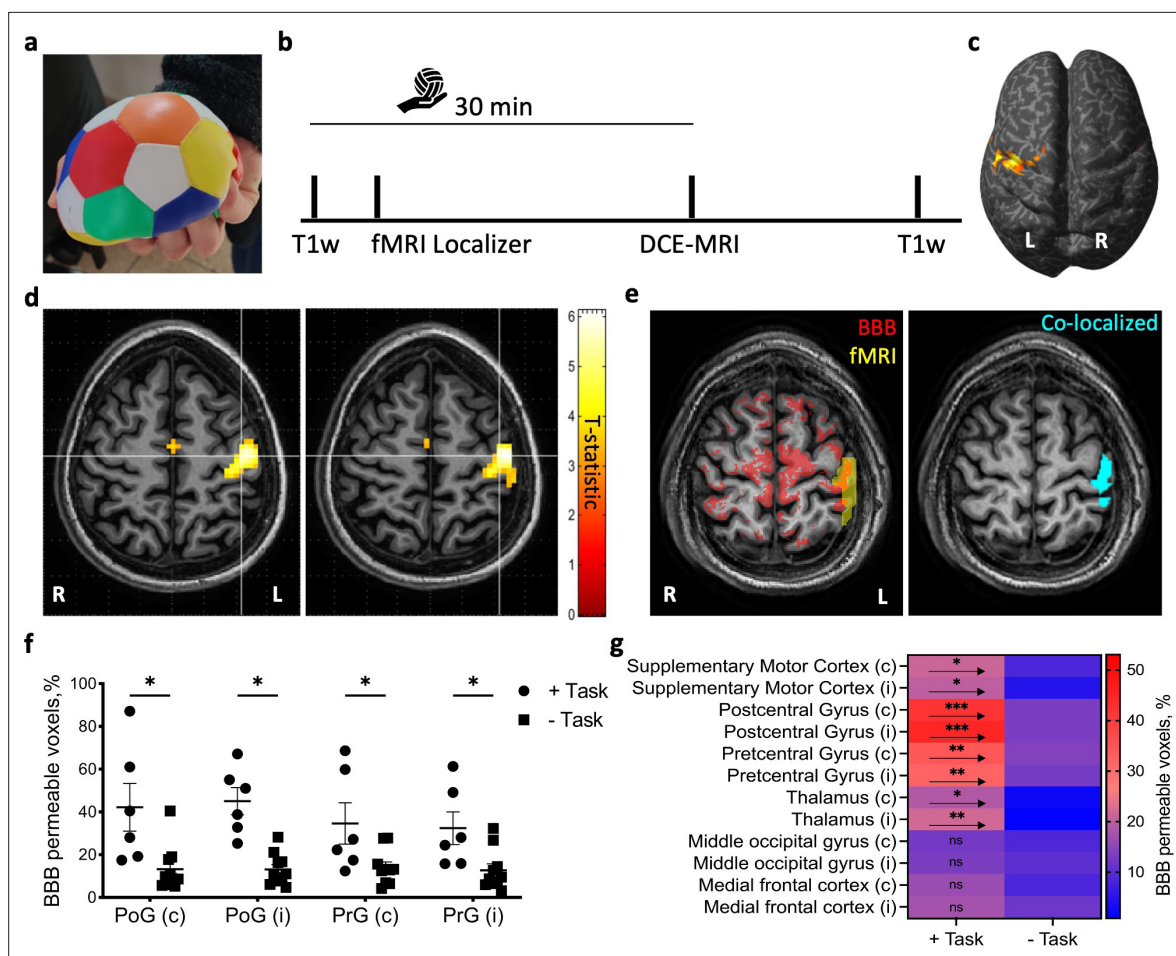 a
b
c
30 min
T1w
fMRI Localizer
DCE-MRI
T1w
L
R
d
e
6
5
4
3
2
1
0
T-statistic
R
L
BBB
fMRI
Co-localized
R
L
f
g
BBB permeable voxels,%
100
80
60
40
20
0
*
*
*
*
+ Task
- Task
PoG (c)
PoG (i)
PrG (c)
PrG (i)
Supplementary Motor Cortex (c) *
Supplementary Motor Cortex (i) *
Postcentral Gyrus (c) ***
Postcentral Gyrus (i) ***
Pretcentral Gyrus (c) **
Pretcentral Gyrus (i) **
Thalamus (c) *
Thalamus (i) **
Middle occipital gyrus (c) ns
Middle occipital gyrus (i) ns
Medial frontal cortex (c) ns
Medial frontal cortex (i) ns
+ Task
- Task
50
40
30
20
10
BBB permeable voxels, %